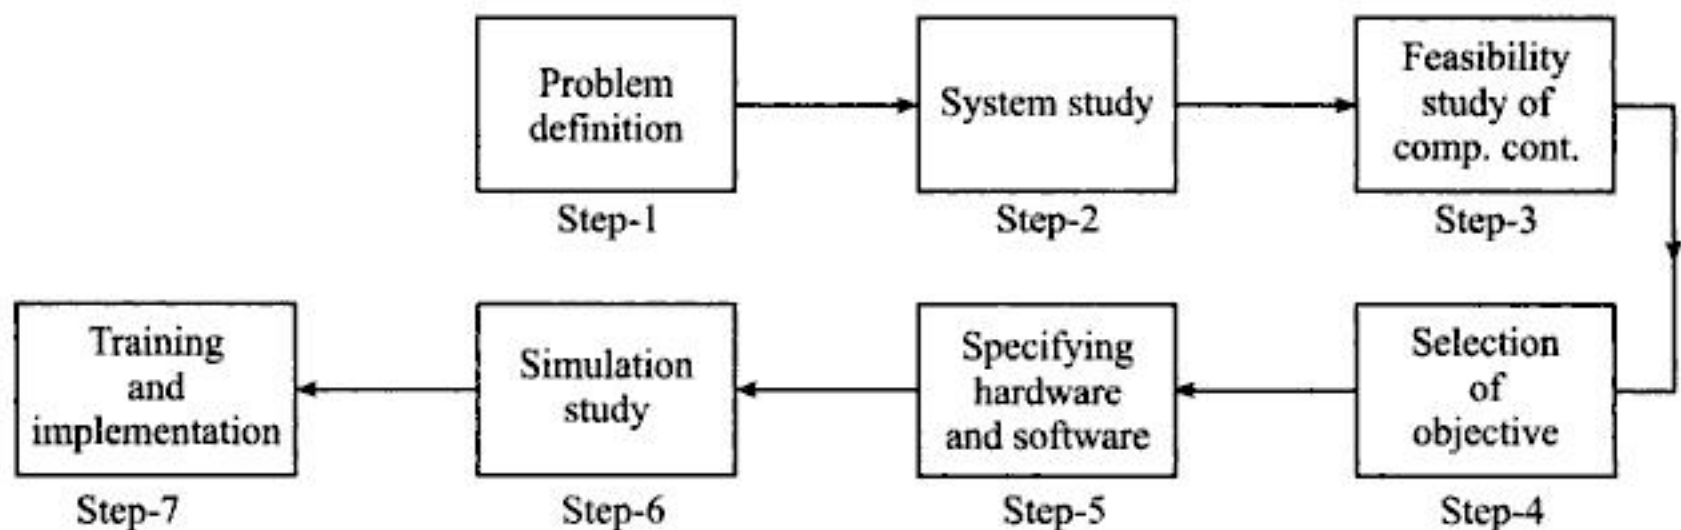 Problem
definition
Step-1
System study
Step-2
Feasibility
study of
comp. cont.
Step-3
Selection
of
objective
Step-4
Specifying
hardware
and software
Step-5
Simulation
study
Step-6
Training
and
implementation
Step-7